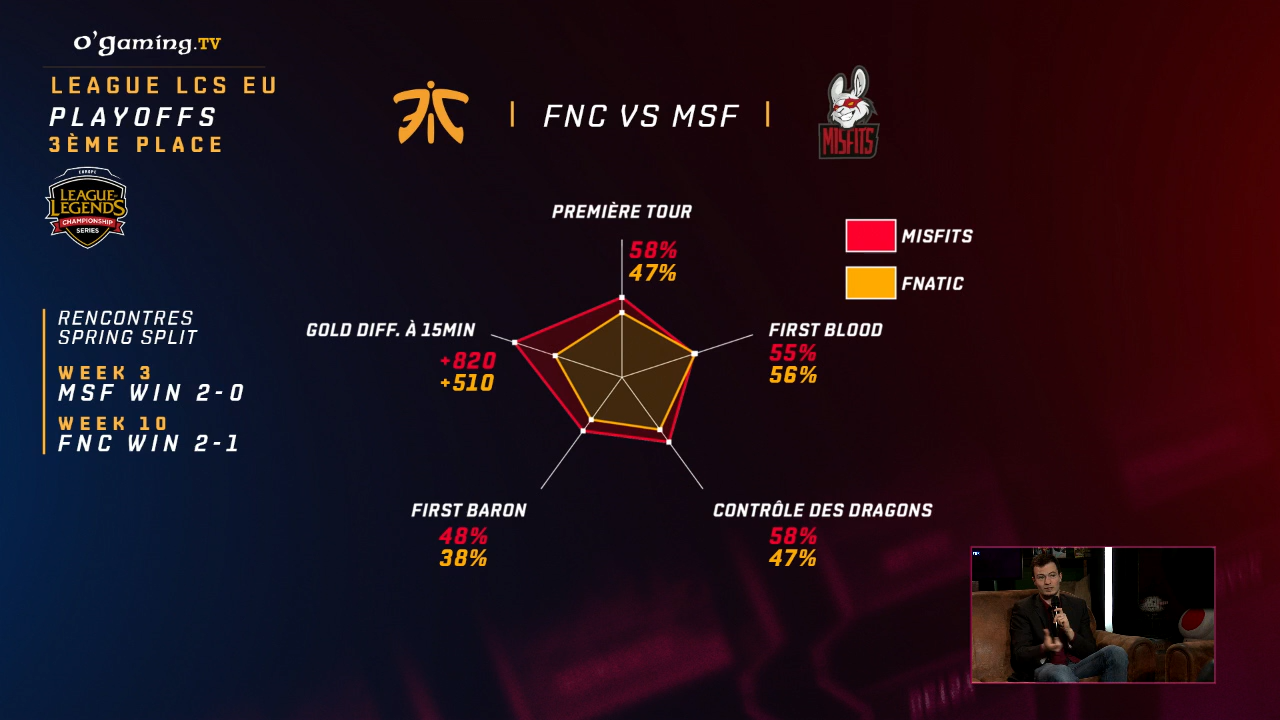 o'gaming.TV
LEAGUE LCS EU
PLAYOFFS
3ÈME PLACE
EUROPE
LEAGUE OF
LEGENDS
CHAMPIONSHIP
SERIES
FNC VS MSF
MISFITS
PREMIÈRE TOUR
58%
47%
MISFITS
FNATIC
GOLD DIFF. À 15MIN
+820
+510
FIRST BLOOD
55%
56%
RENCONTRES
SPRING SPLIT
WEEK 3
MSF WIN 2-0
WEEK 10
FNC WIN 2-1
FIRST BARON
48%
38%
CONTRÔLE DES DRAGONS
58%
47%